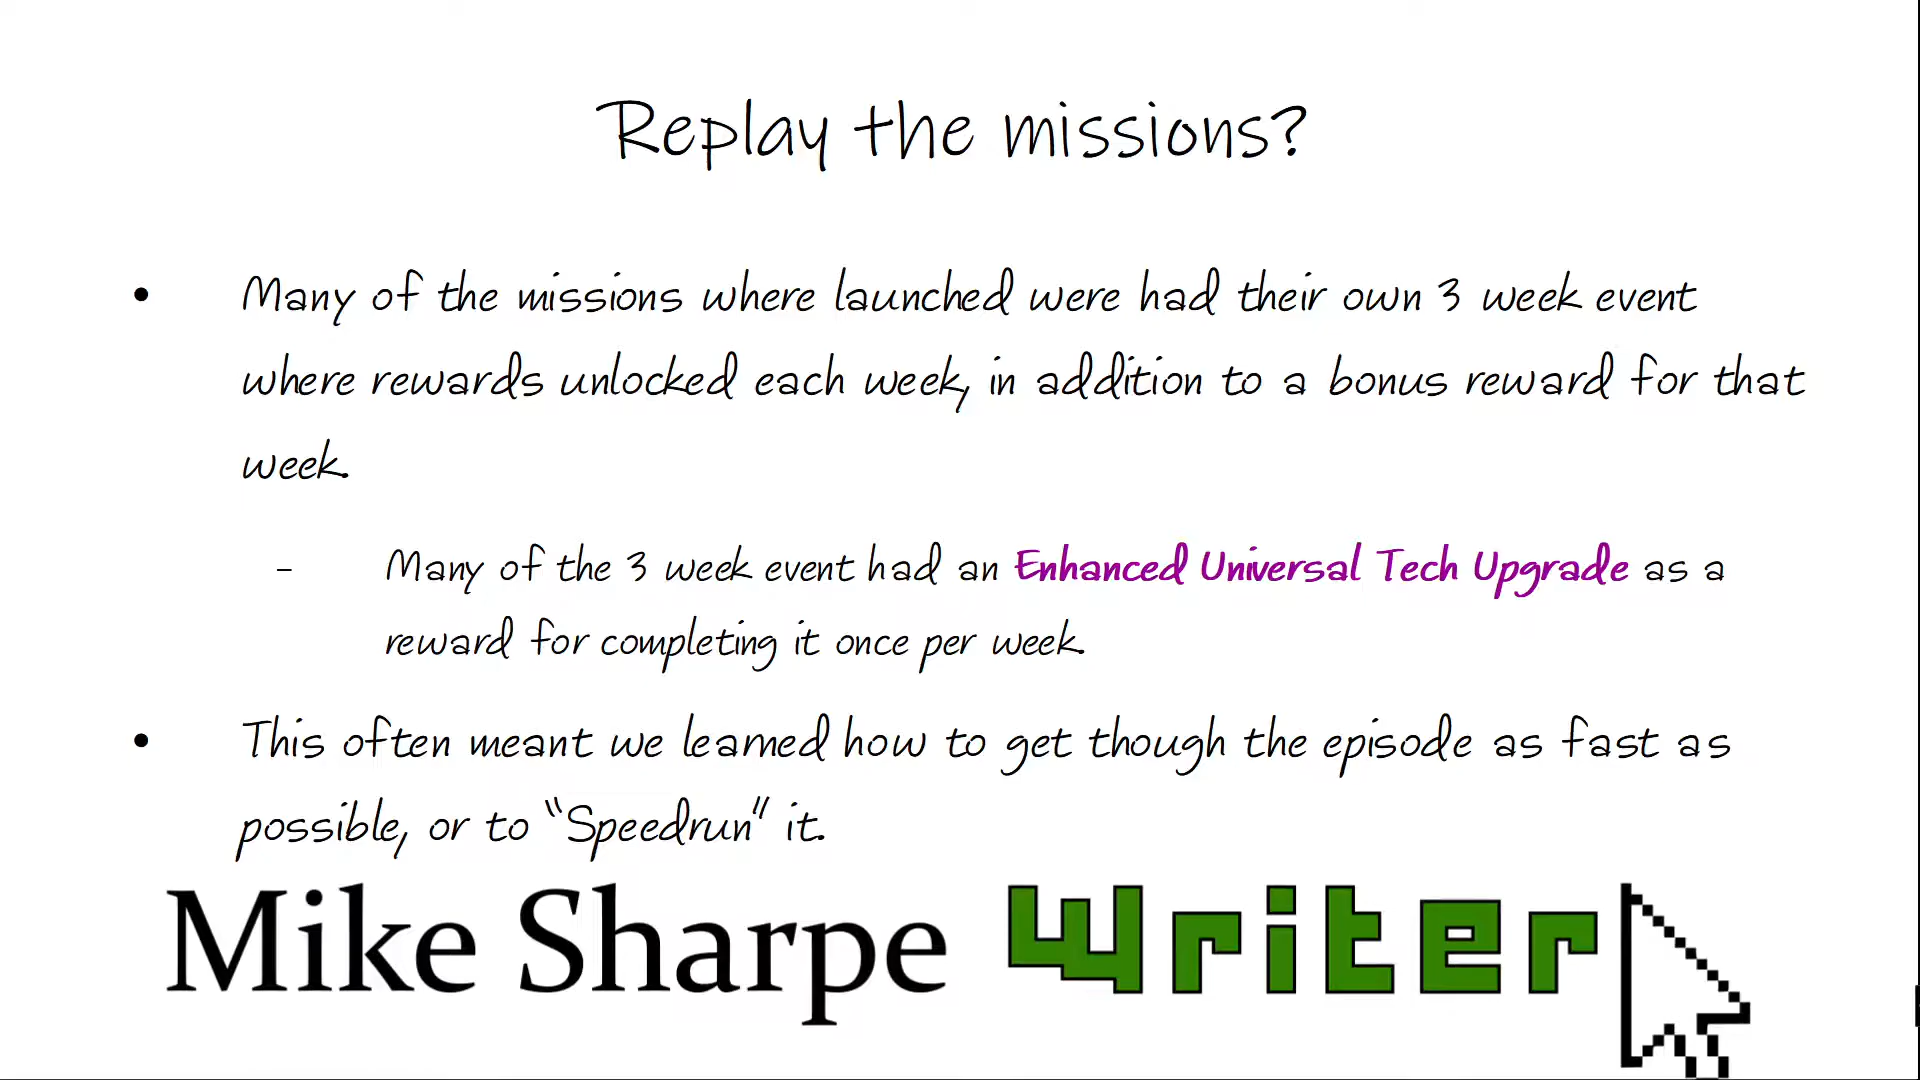 Replay the missions?
• Many of the missions where launched were had their own 3 week event
where rewards unlocked each week, in addition to a bonus reward for that
week.
– Many of the 3 week event had an Enhanced Universal Tech Upgrade as a
reward for completing it once per week.
• This often meant we learned how to get though the episode as fast as
possible, or to “Speedrun” it.
Mike Sharpe writer